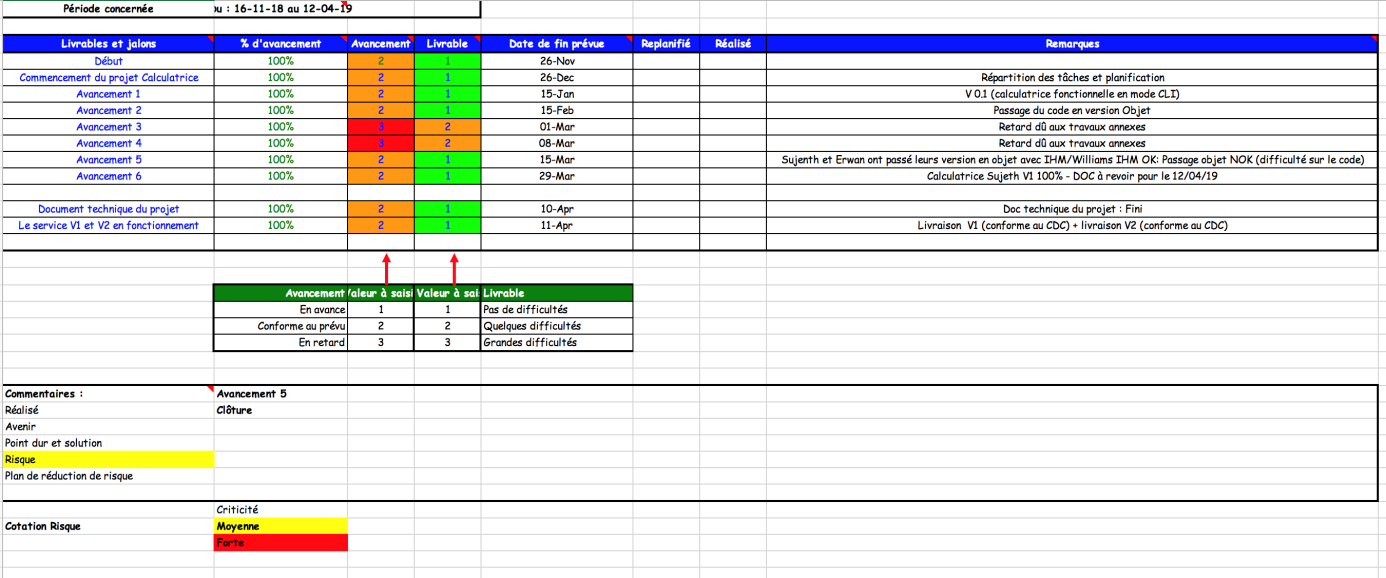 Période concernée u : 16-11-18 au 12-04-19
Livrables et jalons % d'avancement Avancement Livrable Date de fin prévue Replanifié Réalisé Remarques
Début 100% 2 1 26-Nov
Commencement du projet Calculatrice 100% 2 1 26-Dec Répartition des tâches et planification
Avancement 1 100% 2 1 15-Jan V 0.1 (calculatrice fonctionnelle en mode CLI)
Avancement 2 100% 2 1 15-Feb Passage du code en version Objet
Avancement 3 100% 3 2 01-Mar Retard dû aux travaux annexes
Avancement 4 100% 3 2 08-Mar Retard dû aux travaux annexes
Avancement 5 100% 2 1 15-Mar Sujenth et Erwan ont passé leurs version en objet avec IHM/Williams IHM OK: Passage objet NOK (difficulté sur le code)
Avancement 6 100% 2 1 29-Mar Calculatrice Sujeth V1 100% - DOC à revoir pour le 12/04/19
Document technique du projet 100% 2 1 10-Apr Doc technique du projet : Fini
Le service V1 et V2 en fonctionnement 100% 2 1 11-Apr Livraison V1 (conforme au CDC) + livraison V2 (conforme au CDC)
Avancement aleur à saisi Valeur à sai Livrable
En avance 1 1 Pas de difficultés
Conforme au prévu 2 2 Quelques difficultés
En retard 3 3 Grandes difficultés
Commentaires : Avancement 5
Réalisé Clôture
Avenir
Point dur et solution
Risque
Plan de réduction de risque
Criticité
Cotation Risque Moyenne
Forte